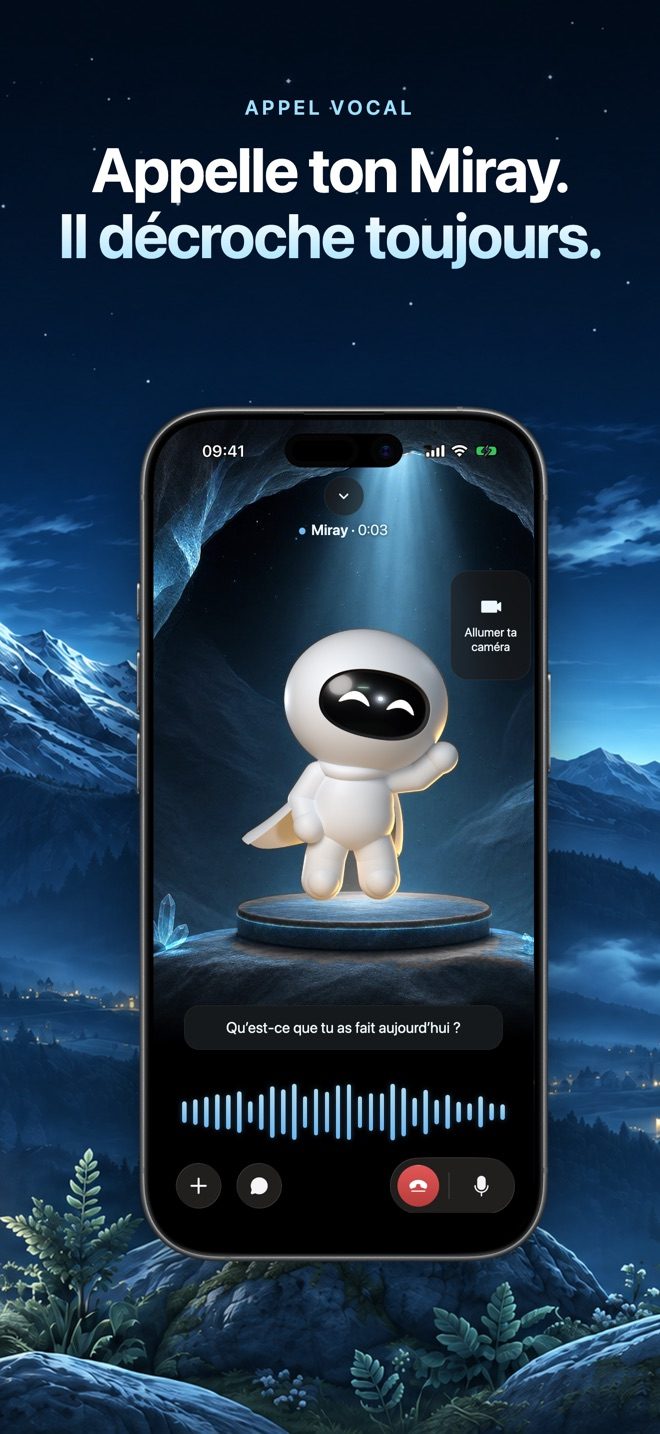 APPEL VOCAL
Appelle ton Miray.
Il décroche toujours.
09:41
Miray · 0:03
Allumer ta
caméra
Qu'est-ce que tu as fait aujourd'hui ?